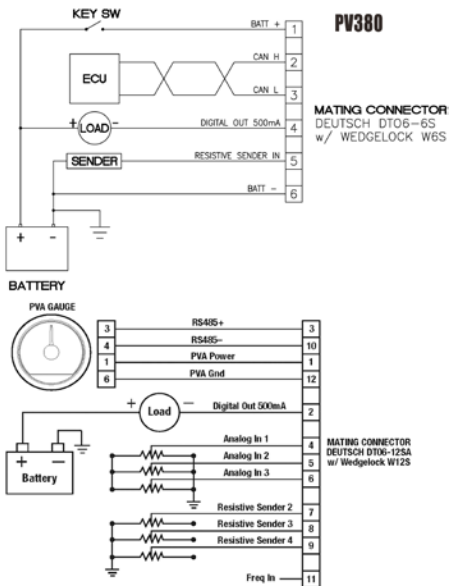 KEY SW
BATT +
1
PV380
CAN H
2
ECU
CAN L
3
MATING CONNECTOR
DEUTSCH DT06-6S
w/ WEDGELOCK W6S
+ LOAD -
DIGITAL OUT 500mA
4
SENDER
RESISTIVE SENDER IN
5
BATT -
6
+ -
BATTERY
PVA GAUGE
3
RS485+
3
4
RS485-
10
1
PVA Power
1
6
PVA Gnd
12
+ Load -
Digital Out 500mA
2
+ -
Battery
Analog In 1
4
Analog In 2
5
Analog In 3
6
MATING CONNECTOR
DEUTSCH DT06-12SA
w/ Wedgelock W12S
Resistive Sender 2
7
Resistive Sender 3
8
Resistive Sender 4
9
Freq In
11